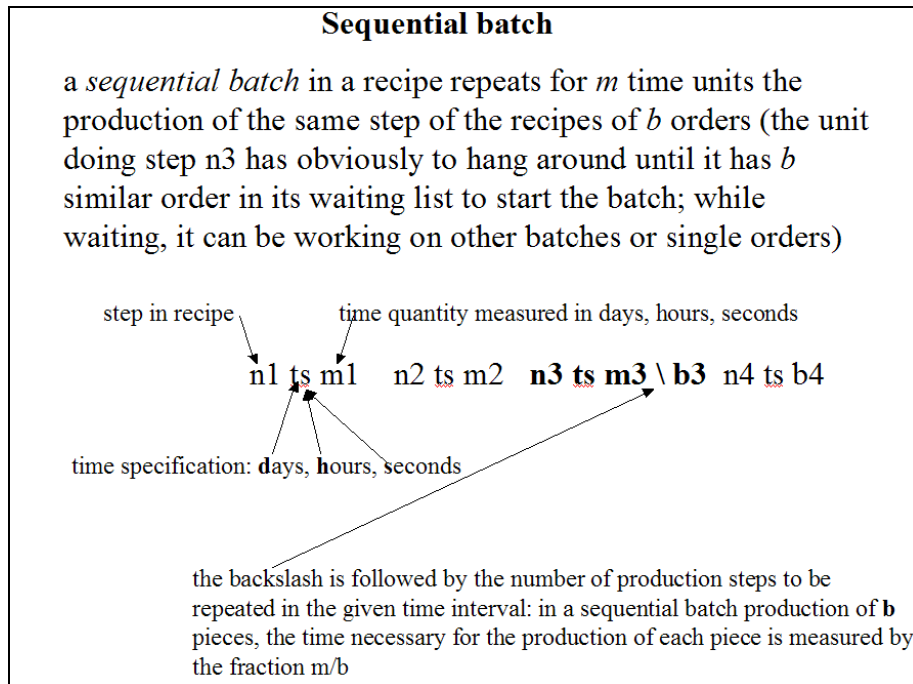 Sequential batch
a sequential batch in a recipe repeats for m time units the
production of the same step of the recipes of b orders (the unit
doing step n3 has obviously to hang around until it has b
similar order in its waiting list to start the batch; while
waiting, it can be working on other batches or single orders)
step in recipe time quantity measured in days, hours, seconds
n1 ts m1 n2 ts m2 n3 ts m3 \ b3 n4 ts b4
time specification: days, hours, seconds
the backslash is followed by the number of production steps to be
repeated in the given time interval: in a sequential batch production of b
pieces, the time necessary for the production of each piece is measured by
the fraction m/b